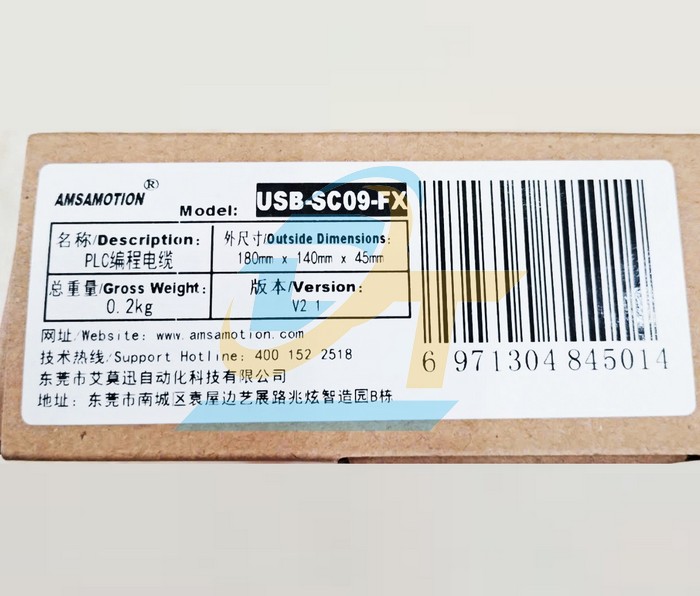 AMSAMOTION®
Model: USB-SC09-FX
名称/Description:
PLC编程电缆
外尺寸/Outside Dimensions:
180mm x 140mm x 45mm
总重量/Gross Weight:
0.2kg
版本/Version:
V2.1
网址/Website: www.amsamotion.com
技术热线/Support Hotline: 400 152 2518
东莞市艾莫迅自动化科技有限公司
地址: 东莞市南城区袁屋边艺展路兆炫智造园B栋
6 971304 845014
DT